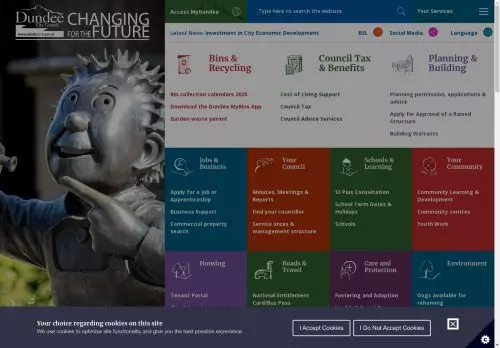 Dundee
City Council
www.dundee.gov.uk
CHANGING
FOR THE FUTURE
Access MyDundee
Type here to search the website.
Your Services
Latest News: Investment in City Economic Development
BSL
Social Media
Language
Bins &
Recycling
Bin collection calendars 2025
Download the Dundee MyBins App
Garden waste permit
Council Tax
& Benefits
Cost of Living Support
Council Tax
Council Advice Services
Planning &
Building
Planning permission, applications &
advice
Apply for Approval of a Raised
Structure
Building Warrants
Jobs &
Business
Apply for a Job or
Apprenticeship
Business Support
Commercial property
search
Your
Council
Minutes, Meetings &
Reports
Find your councillor
Service areas &
management structure
Schools &
Learning
St Pius Consultation
School Term Dates &
Holidays
Schools
Your
Community
Community Learning &
Development
Community centres
Youth Work
Housing
Tenant Portal
Roads &
Travel
National Entitlement
Card/Bus Pass
Care and
Protection
Fostering and Adoption
Environment
Dogs available for
rehoming
Your choice regarding cookies on this site
We use cookies to optimise site functionality and give you the best possible experience.
I Accept Cookies
I Do Not Accept Cookies